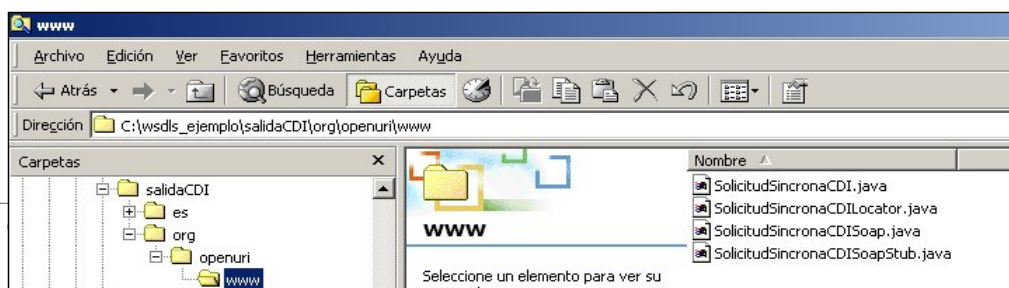 www
Archivo Edición Ver Favoritos Herramientas Ayuda
Atrás Búsqueda Carpetas
Dirección C:\wsdls_ejemplo\salidaCDI\org\openuri\www
Carpetas
salidaCDI
es
org
openuri
www
www
Seleccione un elemento para ver su
Nombre
SolicitudSincronaCDI.java
SolicitudSincronaCDILocator.java
SolicitudSincronaCDISoap.java
SolicitudSincronaCDISoapStub.java